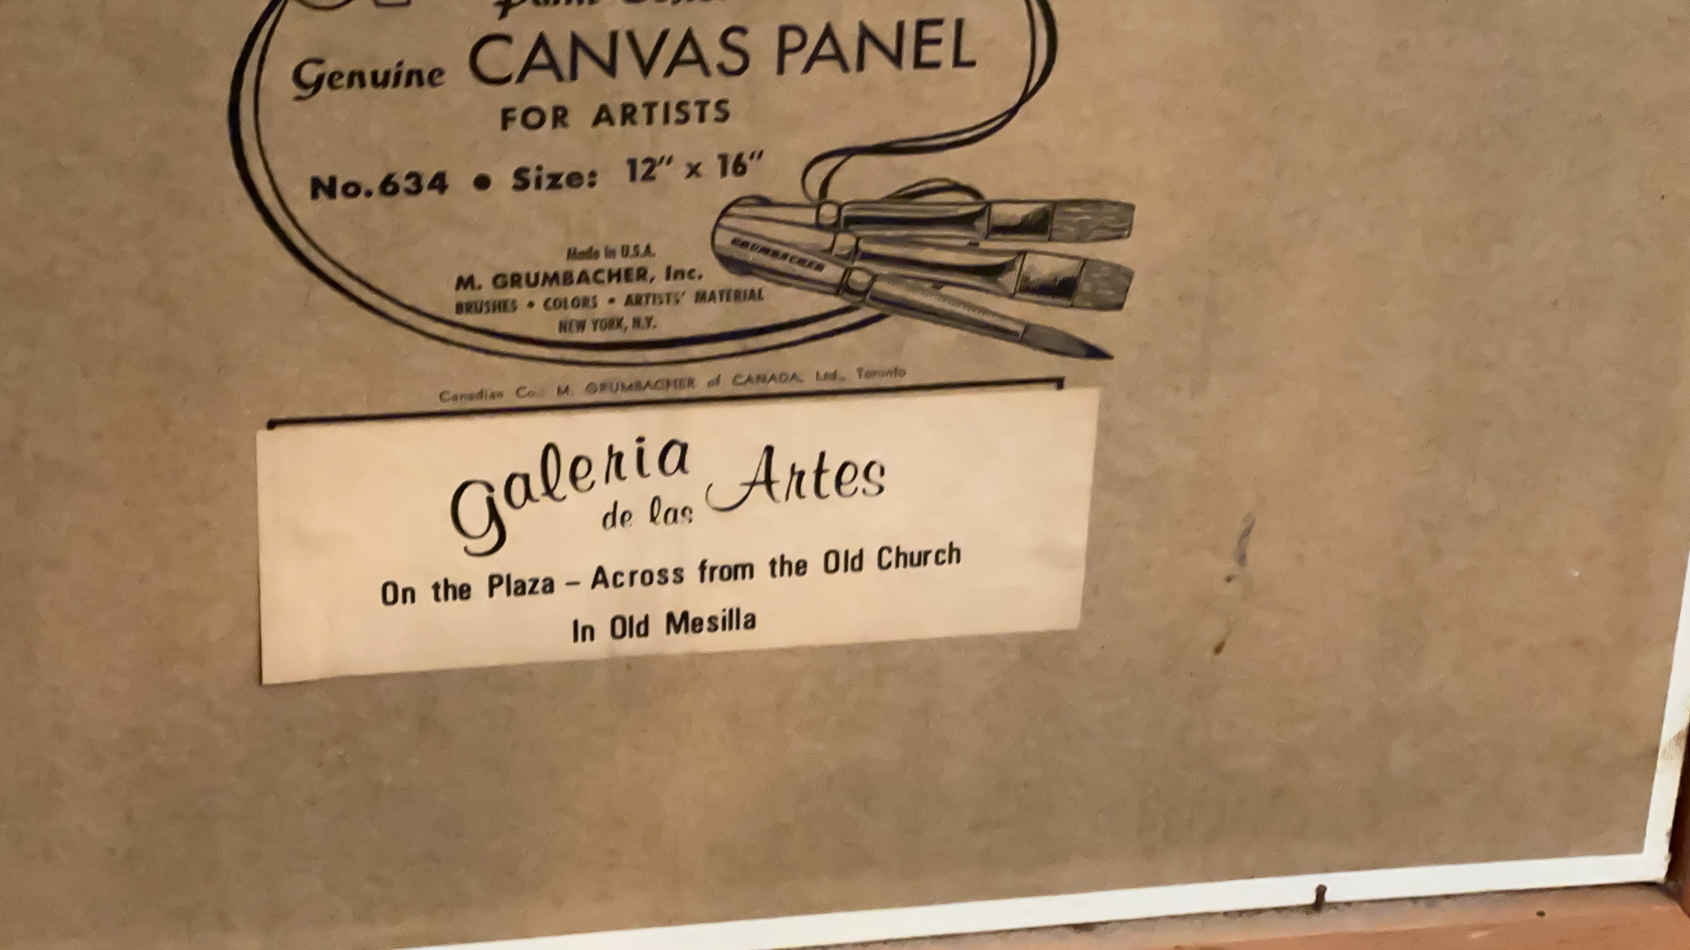 Genuine CANVAS PANEL
FOR ARTISTS
No.634 • Size: 12" x 16"
Made in U.S.A.
M. GRUMBACHER, Inc.
BRUSHES • COLORS • ARTISTS' MATERIAL
NEW YORK, N.Y.
GRUMBACHER
Canadian Co.: M. GRUMBACHER of CANADA, Ltd., Toronto
Galeria
de las Artes
On the Plaza – Across from the Old Church
In Old Mesilla